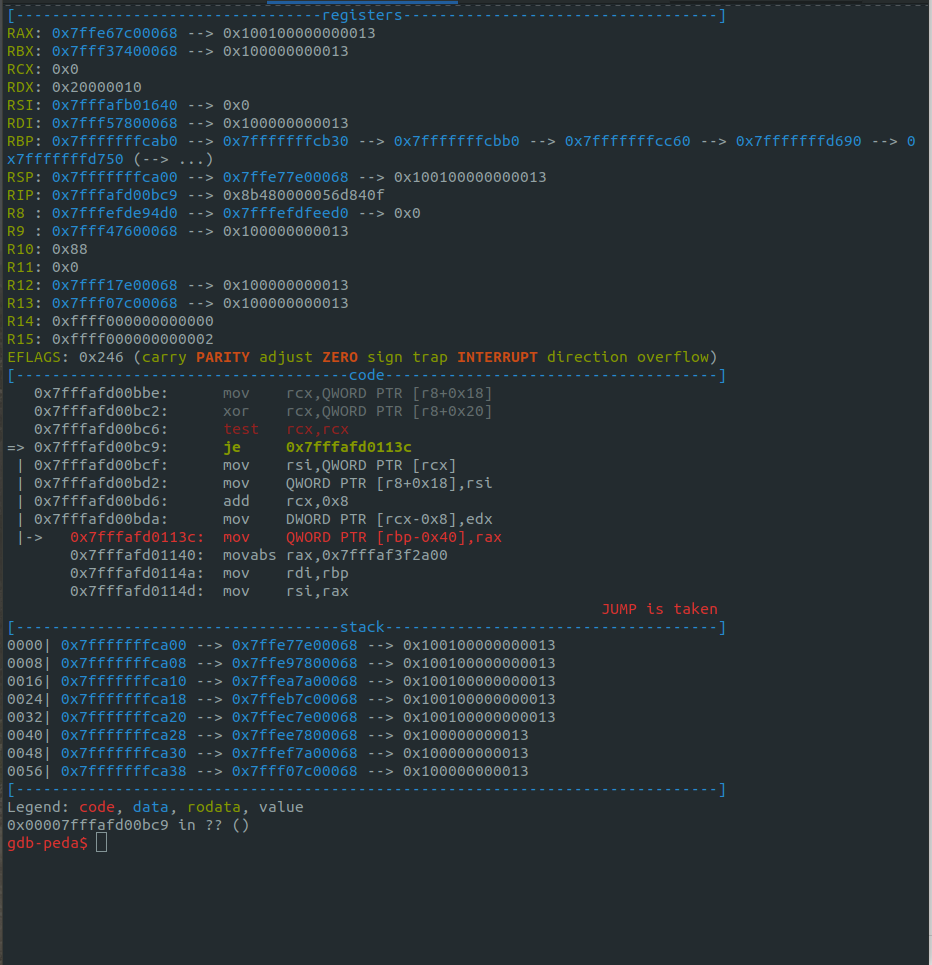 [----------------------------------registers-----------------------------------]
RAX: 0x7ffe67c00068 --> 0x100100000000013
RBX: 0x7fff37400068 --> 0x100000000013
RCX: 0x0
RDX: 0x20000010
RSI: 0x7fffafb01640 --> 0x0
RDI: 0x7fff57800068 --> 0x100000000013
RBP: 0x7fffffffcab0 --> 0x7fffffffcb30 --> 0x7fffffffcbb0 --> 0x7fffffffcc60 --> 0x7fffffffd690 --> 0
x7fffffffd750 (--> ...)
RSP: 0x7fffffffca00 --> 0x7ffe77e00068 --> 0x100100000000013
RIP: 0x7fffafd00bc9 --> 0x8b480000056d840f
R8 : 0x7fffefde94d0 --> 0x7fffefdfeed0 --> 0x0
R9 : 0x7fff47600068 --> 0x100000000013
R10: 0x88
R11: 0x0
R12: 0x7fff17e00068 --> 0x100000000013
R13: 0x7fff07c00068 --> 0x100000000013
R14: 0xffff000000000000
R15: 0xffff000000000002
EFLAGS: 0x246 (carry PARITY adjust ZERO sign trap INTERRUPT direction overflow)
[-------------------------------------code-------------------------------------]
   0x7fffafd00bbe:	mov    rcx,QWORD PTR [r8+0x18]
   0x7fffafd00bc2:	xor    rcx,QWORD PTR [r8+0x20]
   0x7fffafd00bc6:	test   rcx,rcx
=> 0x7fffafd00bc9:	je     0x7fffafd0113c
 | 0x7fffafd00bcf:	mov    rsi,QWORD PTR [rcx]
 | 0x7fffafd00bd2:	mov    QWORD PTR [r8+0x18],rsi
 | 0x7fffafd00bd6:	add    rcx,0x8
 | 0x7fffafd00bda:	mov    DWORD PTR [rcx-0x8],edx
 |->   0x7fffafd0113c:	mov    QWORD PTR [rbp-0x40],rax
       0x7fffafd01140:	movabs rax,0x7fffaf3f2a00
       0x7fffafd0114a:	mov    rdi,rbp
       0x7fffafd0114d:	mov    rsi,rax
                                                                  JUMP is taken
[------------------------------------stack-------------------------------------]
0000| 0x7fffffffca00 --> 0x7ffe77e00068 --> 0x100100000000013
0008| 0x7fffffffca08 --> 0x7ffe97800068 --> 0x100100000000013
0016| 0x7fffffffca10 --> 0x7ffea7a00068 --> 0x100100000000013
0024| 0x7fffffffca18 --> 0x7ffeb7c00068 --> 0x100100000000013
0032| 0x7fffffffca20 --> 0x7ffec7e00068 --> 0x100100000000013
0040| 0x7fffffffca28 --> 0x7ffee7800068 --> 0x100000000013
0048| 0x7fffffffca30 --> 0x7ffef7a00068 --> 0x100000000013
0056| 0x7fffffffca38 --> 0x7fff07c00068 --> 0x100000000013
[------------------------------------------------------------------------------]
Legend: code, data, rodata, value
0x00007fffafd00bc9 in ?? ()
gdb-peda$